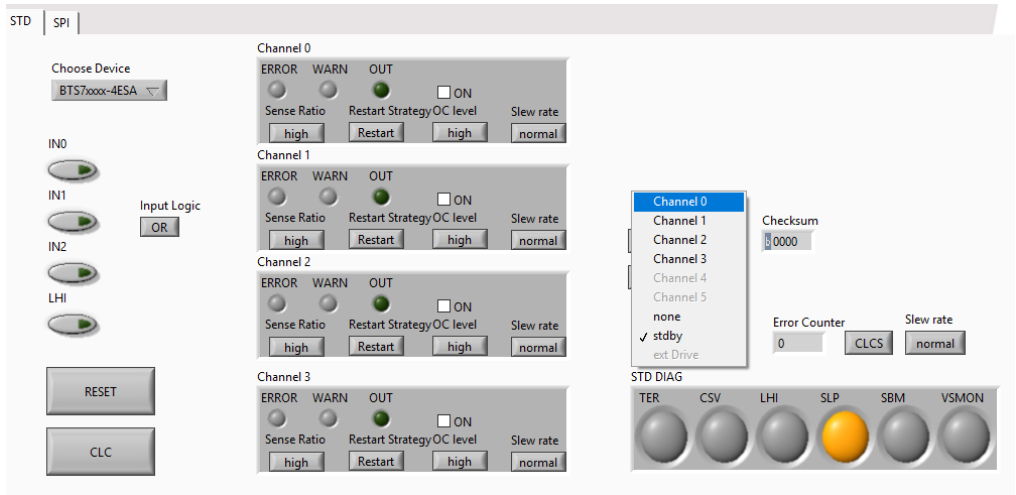 STD SPI
Choose Device
BTS7xxxx-4ESA
IN0
IN1
Input Logic
OR
IN2
LHI
RESET
CLC
Channel 0
ERROR WARN OUT
ON
Sense Ratio Restart Strategy OC level Slew rate
high Restart high normal
Channel 1
ERROR WARN OUT
ON
Sense Ratio Restart Strategy OC level Slew rate
high Restart high normal
Channel 2
ERROR WARN OUT
ON
Sense Ratio Restart Strategy OC level Slew rate
high Restart high normal
Channel 3
ERROR WARN OUT
ON
Sense Ratio Restart Strategy OC level Slew rate
high Restart high normal
Channel 0
Channel 1
Channel 2
Channel 3
Channel 4
Channel 5
none
✓ stdby
ext Drive
Checksum
b 0000
Error Counter Slew rate
0 CLCS normal
STD DIAG
TER CSV LHI SLP SBM VSMON